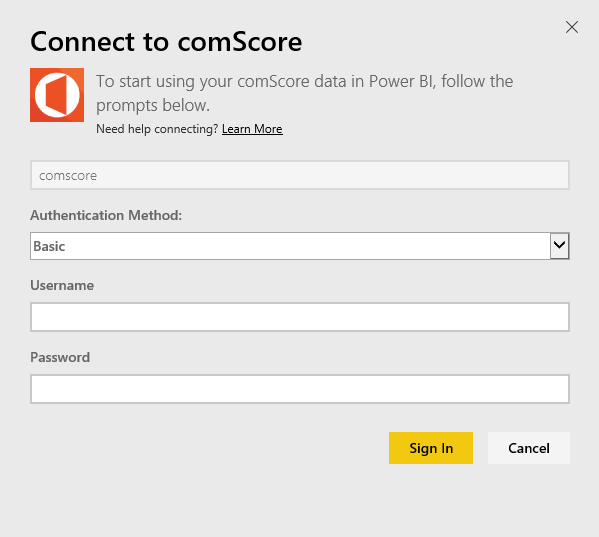 Connect to comScore
To start using your comScore data in Power BI, follow the
prompts below.
Need help connecting? Learn More
comscore
Authentication Method:
Basic
Username
Password
Sign In Cancel